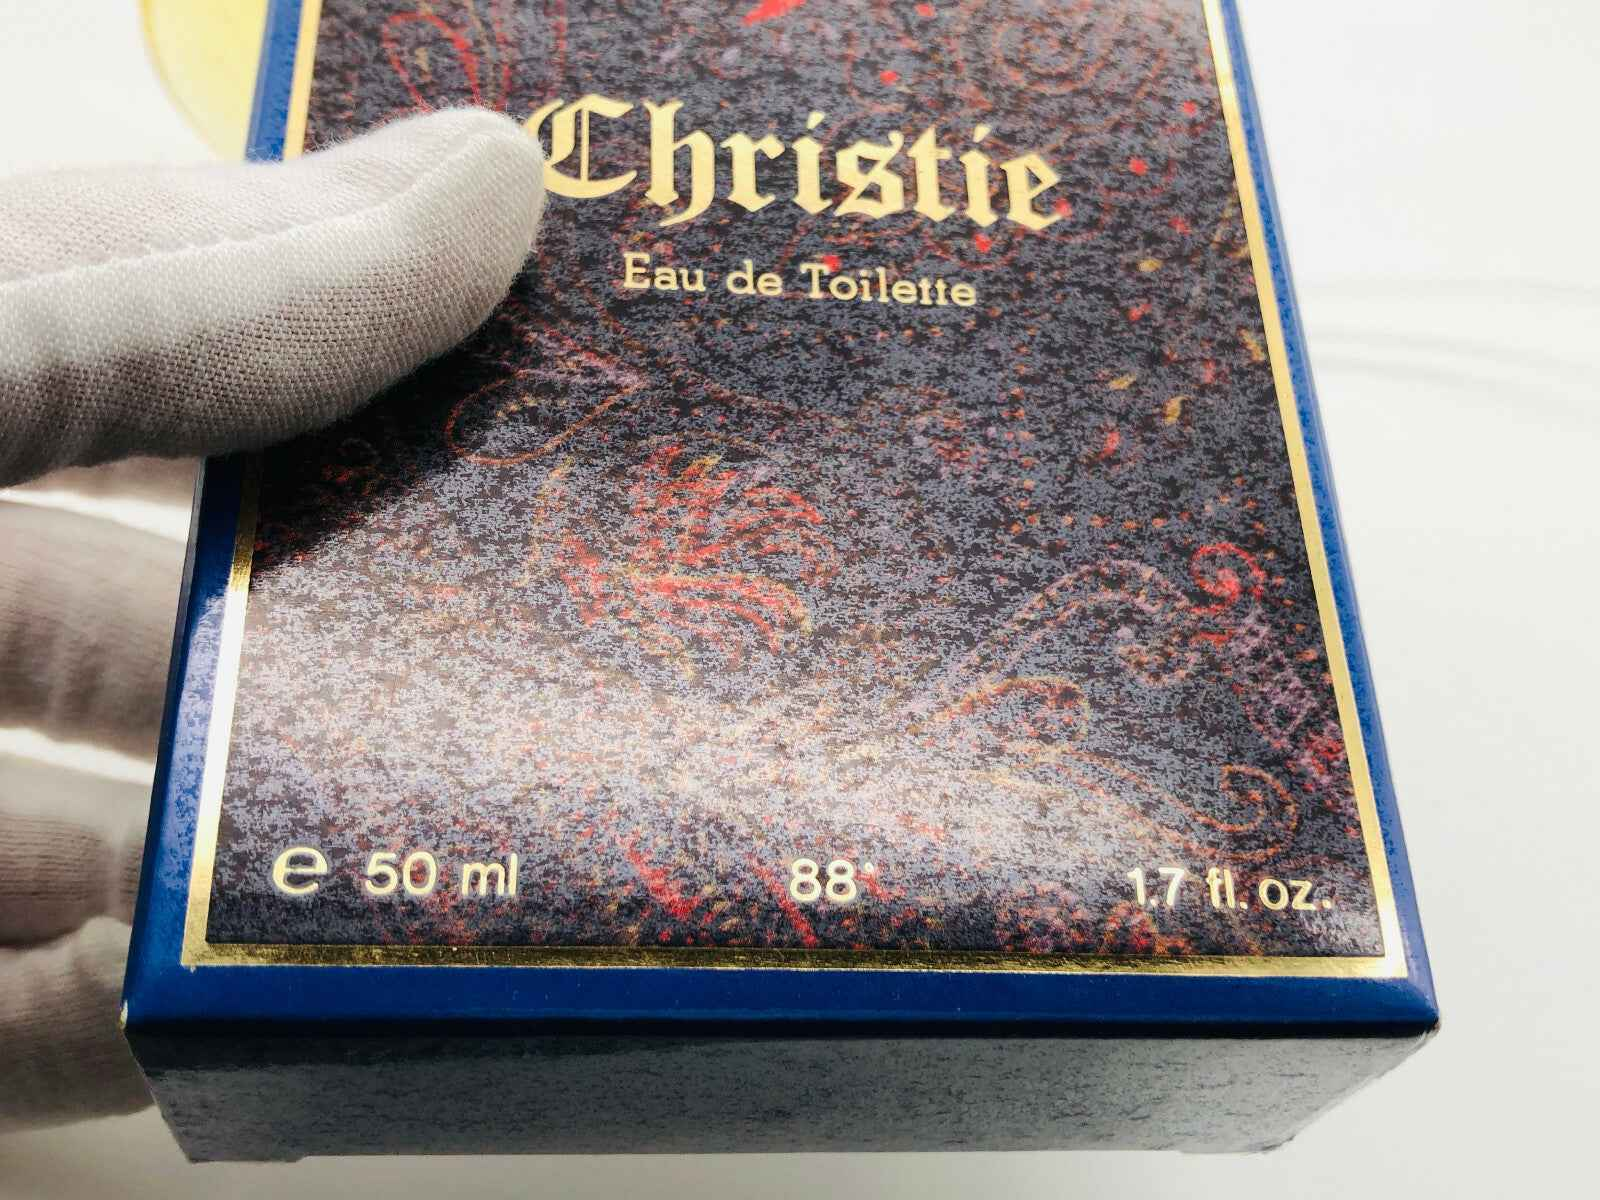 Christie
Eau de Toilette
e 50 ml 88° 1.7 fl. oz.